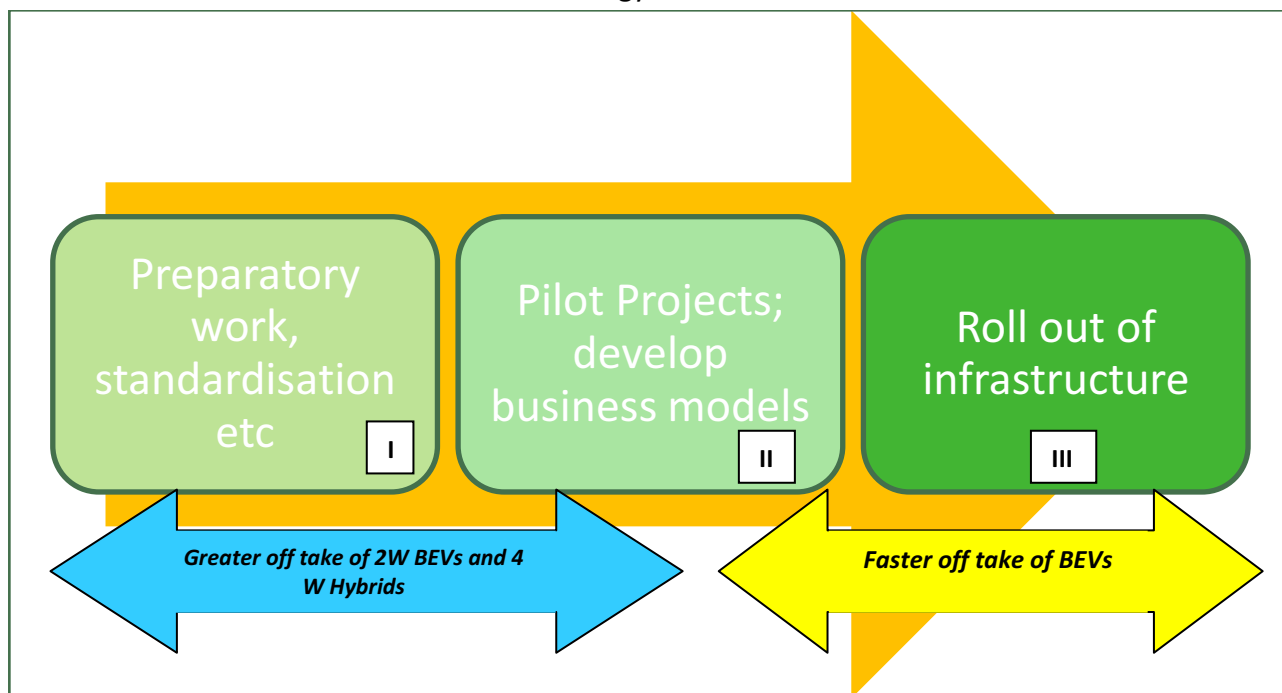 Preparatory
work,
standardisation
etc
I
Pilot Projects;
develop
business models
II
Roll out of
infrastructure
III
Greater off take of 2W BEVs and 4
W Hybrids
Faster off take of BEVs